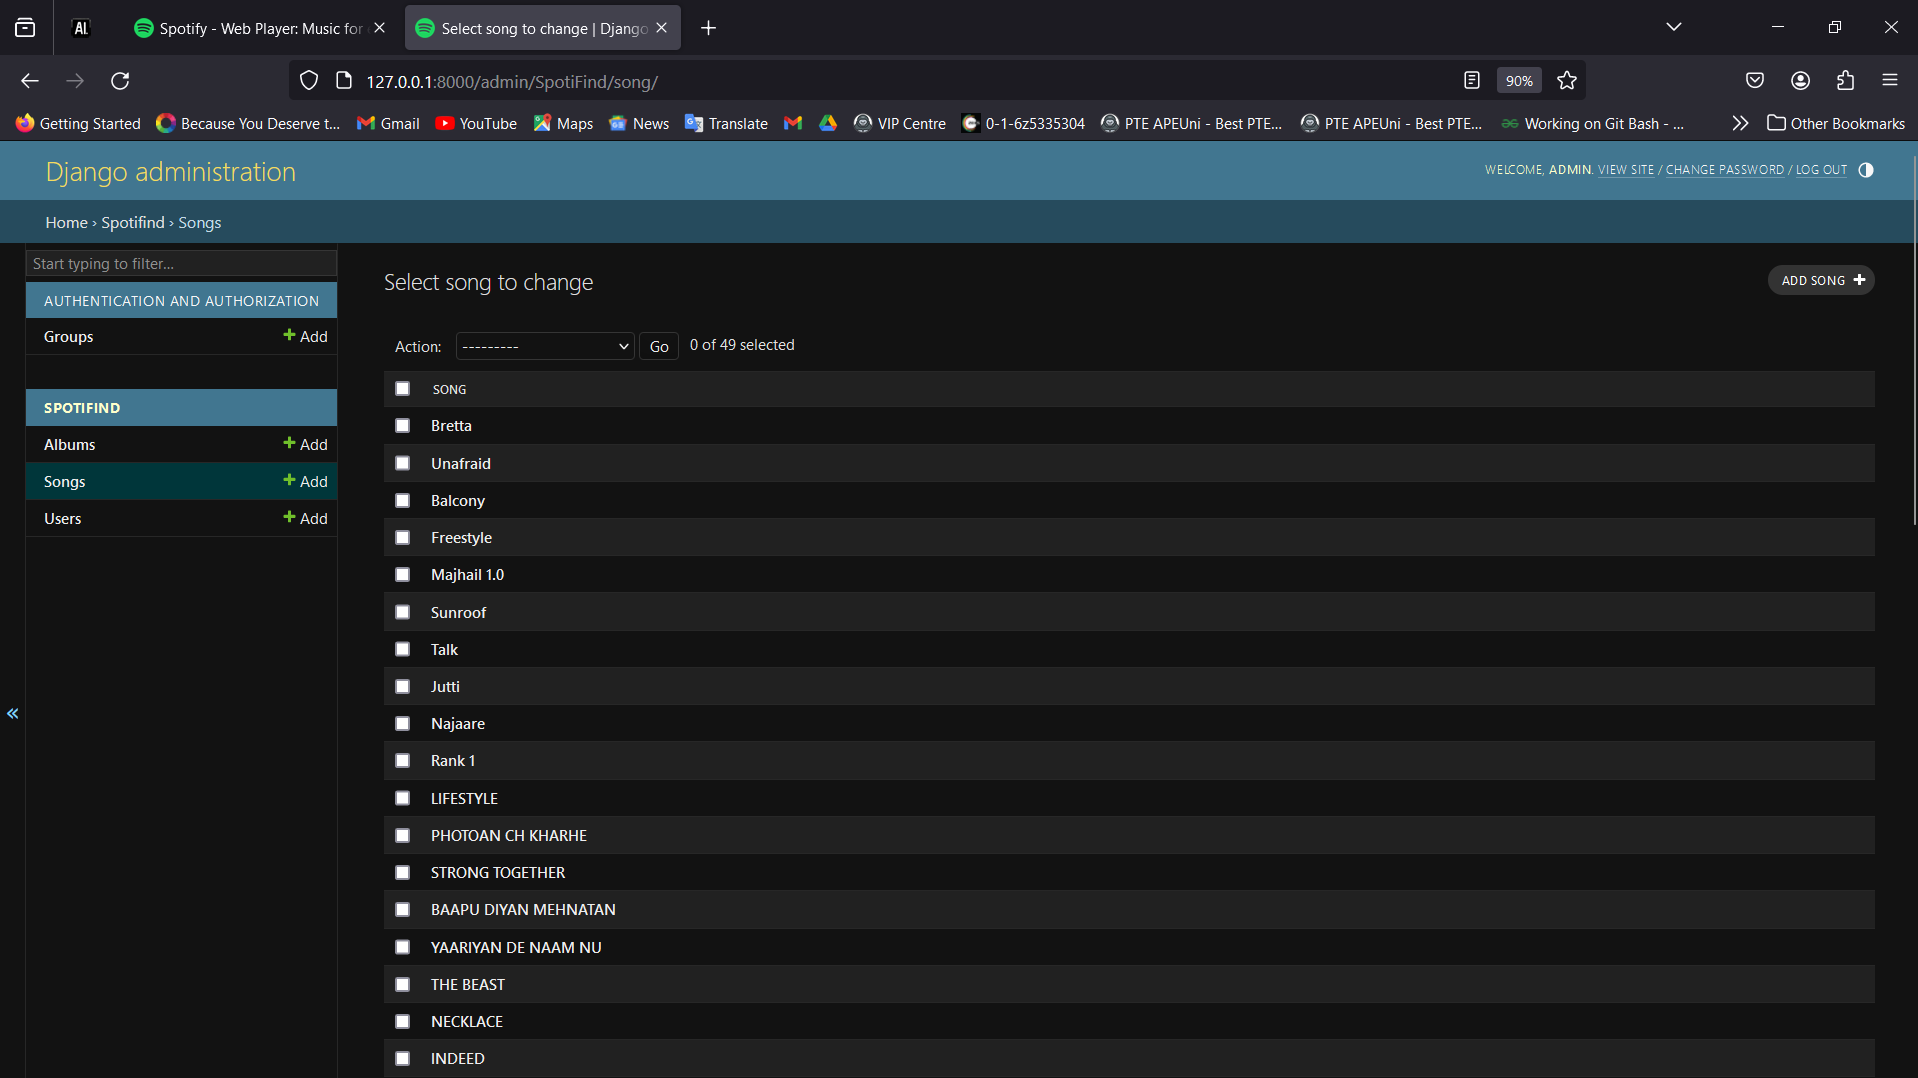 AI.
Spotify - Web Player: Music for
Select song to change | Django
127.0.0.1:8000/admin/SpotiFind/song/
90%
Getting Started
Because You Deserve t...
Gmail
YouTube
Maps
News
Translate
VIP Centre
0-1-6z5335304
PTE APEUni - Best PTE...
PTE APEUni - Best PTE...
Working on Git Bash - ...
Other Bookmarks
Django administration
WELCOME, ADMIN. VIEW SITE / CHANGE PASSWORD / LOG OUT
Home › Spotifind › Songs
Start typing to filter...
AUTHENTICATION AND AUTHORIZATION
Groups + Add
SPOTIFIND
Albums + Add
Songs + Add
Users + Add
«
Select song to change
ADD SONG +
Action: --------- Go 0 of 49 selected
SONG
Bretta
Unafraid
Balcony
Freestyle
Majhail 1.0
Sunroof
Talk
Jutti
Najaare
Rank 1
LIFESTYLE
PHOTOAN CH KHARHE
STRONG TOGETHER
BAAPU DIYAN MEHNATAN
YAARIYAN DE NAAM NU
THE BEAST
NECKLACE
INDEED